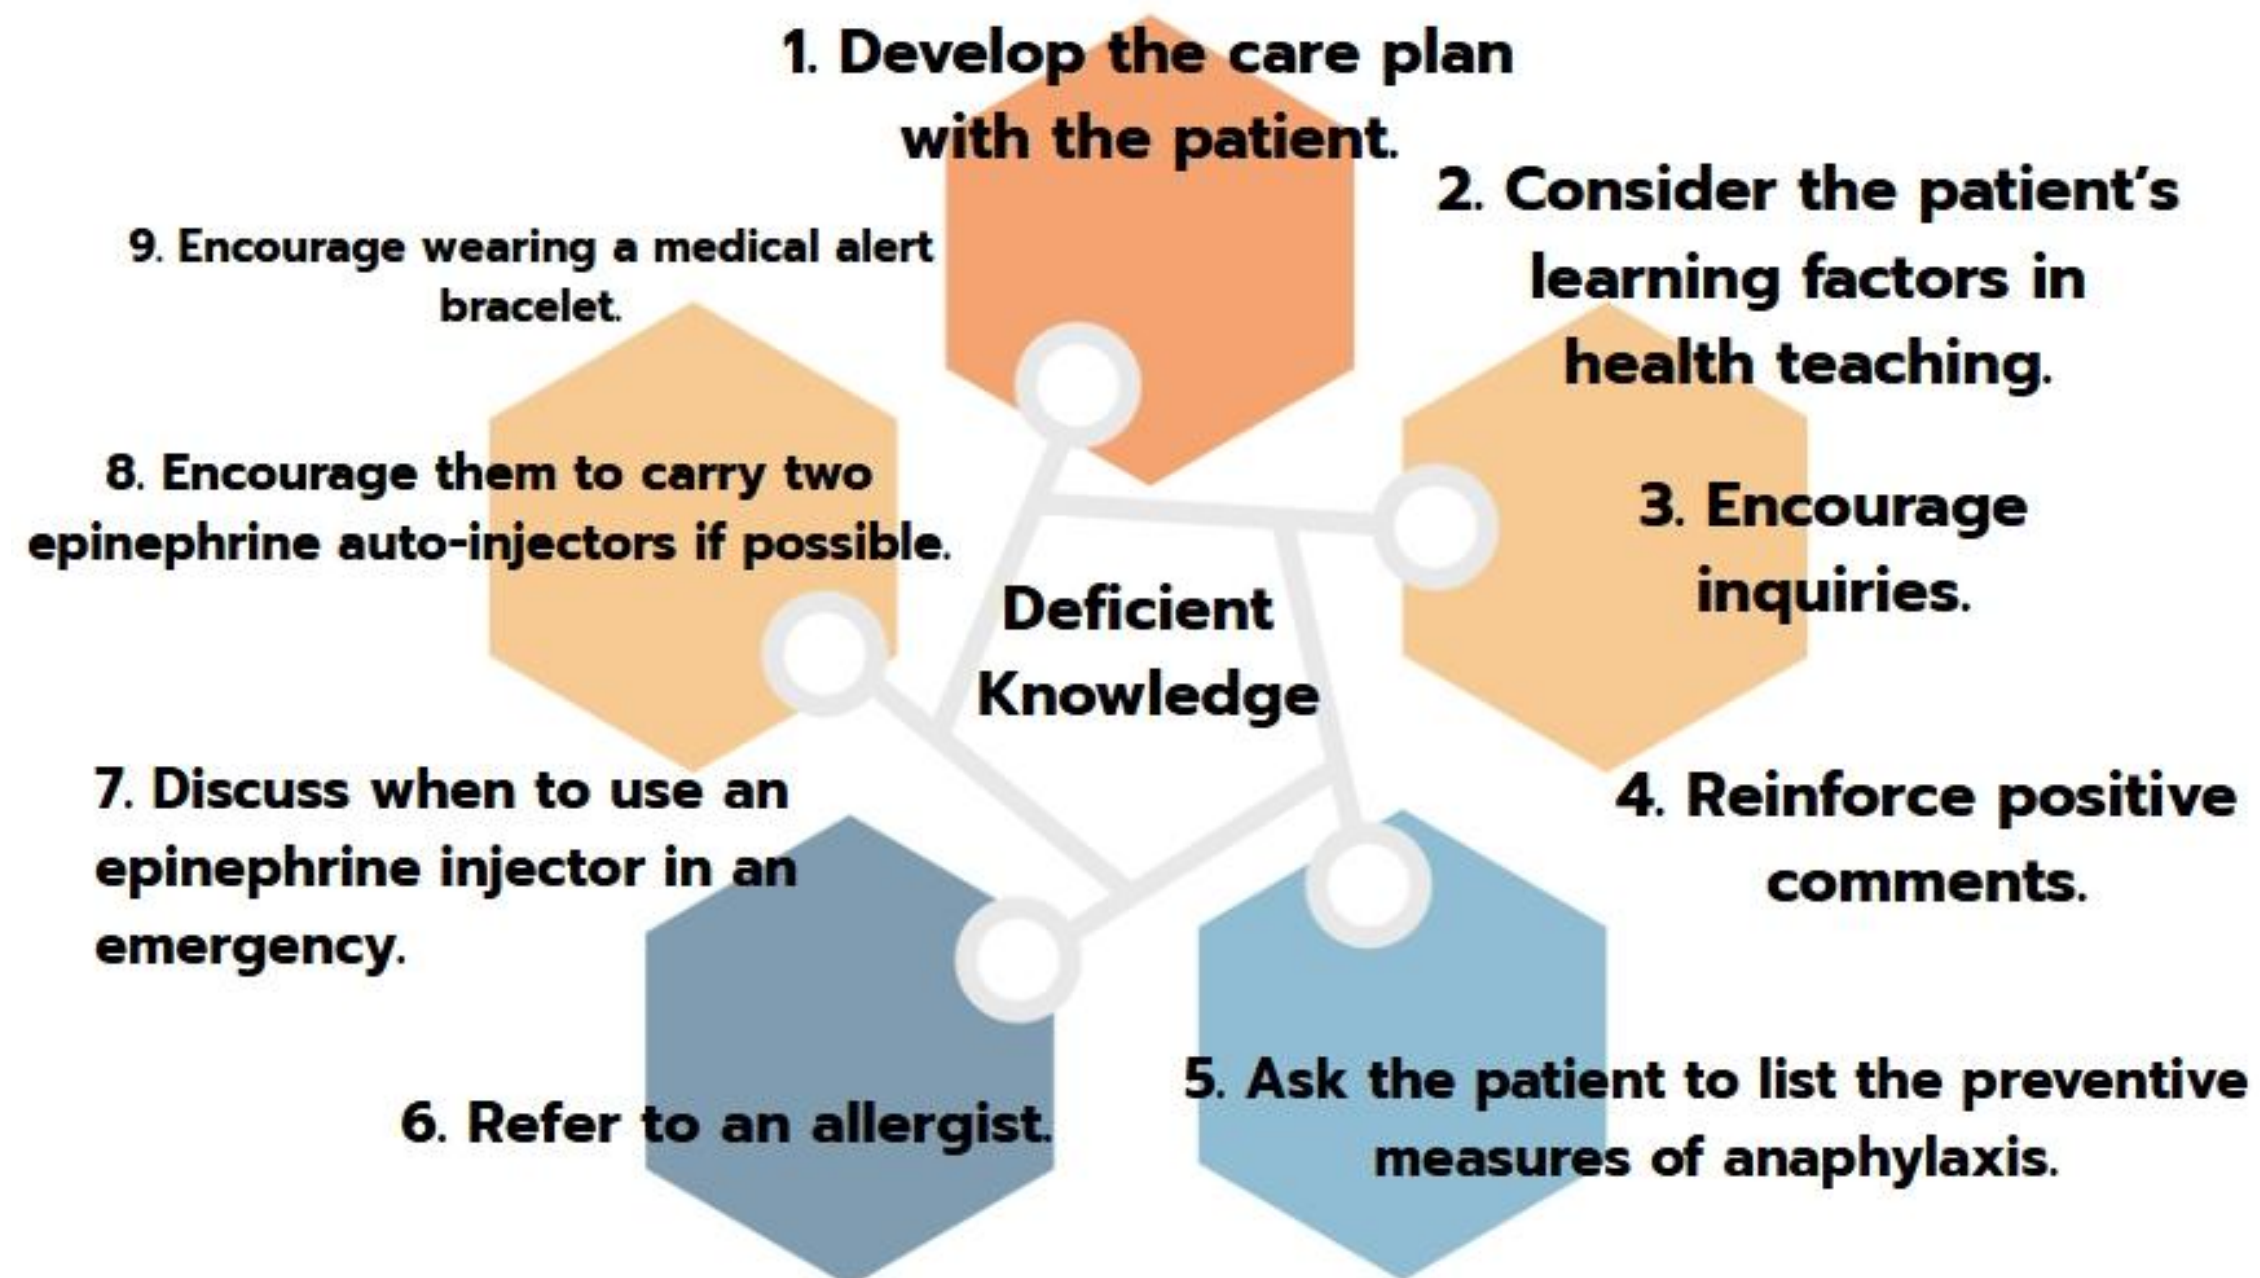 1. Develop the care plan
with the patient.
2. Consider the patient’s
learning factors in
health teaching.
3. Encourage
inquiries.
4. Reinforce positive
comments.
5. Ask the patient to list the preventive
measures of anaphylaxis.
6. Refer to an allergist.
7. Discuss when to use an
epinephrine injector in an
emergency.
8. Encourage them to carry two
epinephrine auto-injectors if possible.
9. Encourage wearing a medical alert
bracelet.
Deficient
Knowledge